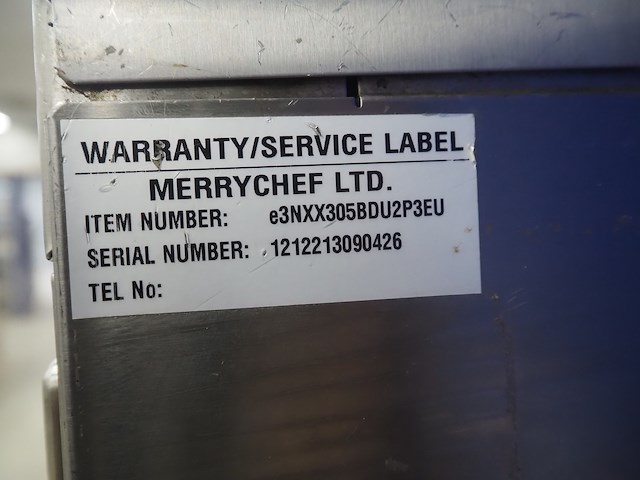 WARRANTY/SERVICE LABEL
MERRYCHEF LTD.
ITEM NUMBER: e3NXX305BDU2P3EU
SERIAL NUMBER: 1212213090426
TEL No: